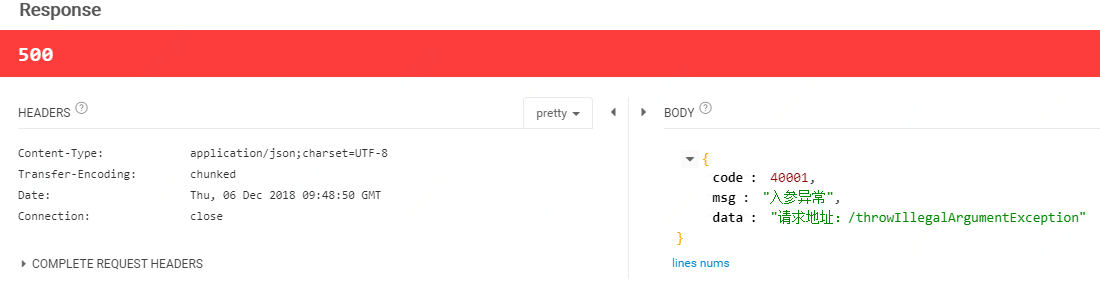 Response
500
HEADERS ?
pretty
Content-Type: application/json;charset=UTF-8
Transfer-Encoding: chunked
Date: Thu, 06 Dec 2018 09:48:50 GMT
Connection: close
COMPLETE REQUEST HEADERS
BODY ?
{
code : 40001,
msg : "入参异常",
data : "请求地址: /throwIllegalArgumentException"
}
lines nums